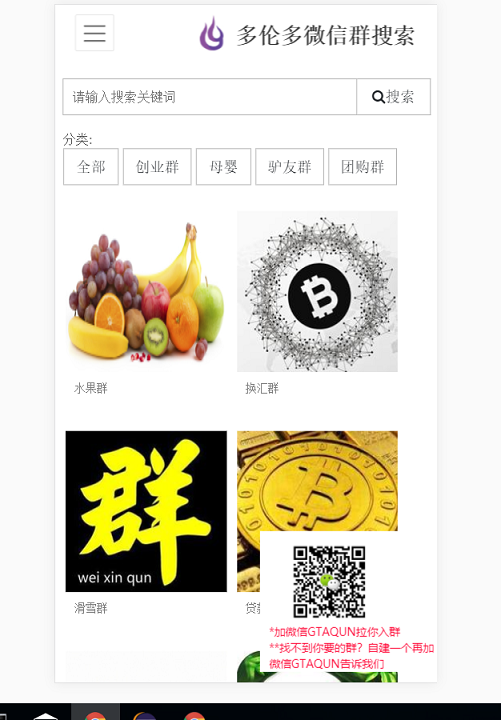 多伦多微信群搜索
请输入搜索关键词
搜索
分类:
全部
创业群
母婴
驴友群
团购群
水果群
换汇群
群
wei xin qun
滑雪群
*加微信GTAQUN拉你入群
**找不到你要的群？自建一个再加
微信GTAQUN告诉我们